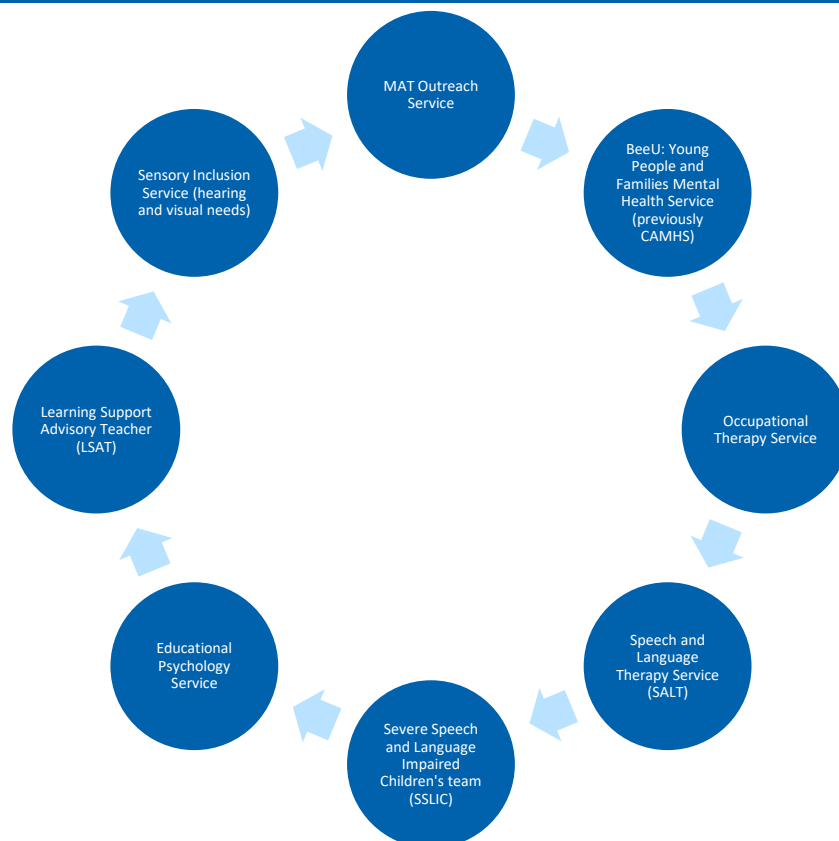 MAT Outreach
Service
BeeU: Young
People and
Families Mental
Health Service
(previously
CAMHS)
Occupational
Therapy Service
Speech and
Language
Therapy Service
(SALT)
Severe Speech
and Language
Impaired
Children's team
(SSLIC)
Educational
Psychology
Service
Learning Support
Advisory Teacher
(LSAT)
Sensory Inclusion
Service (hearing
and visual needs)